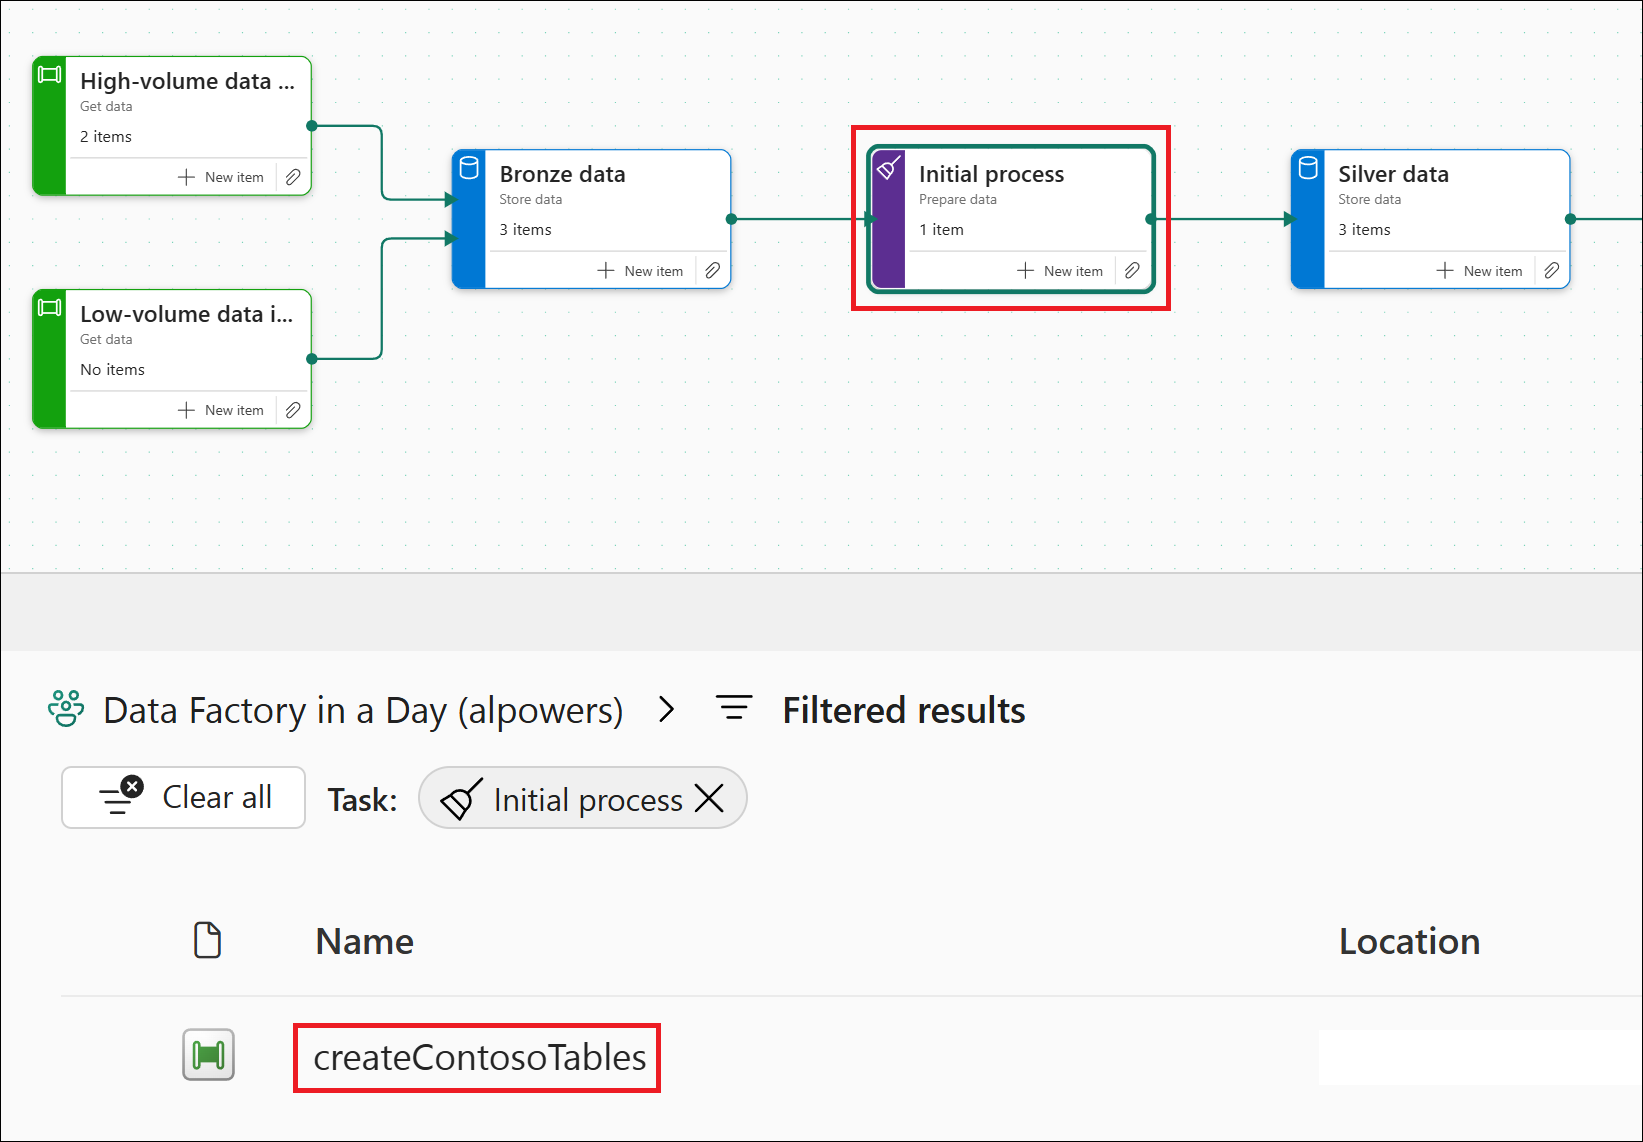 High-volume data ...
Get data
2 items
New item
Low-volume data i...
Get data
No items
New item
Bronze data
Store data
3 items
New item
Initial process
Prepare data
1 item
New item
Silver data
Store data
3 items
New item
Data Factory in a Day (alpowers) > Filtered results
Clear all Task: Initial process
Name Location
createContosoTables